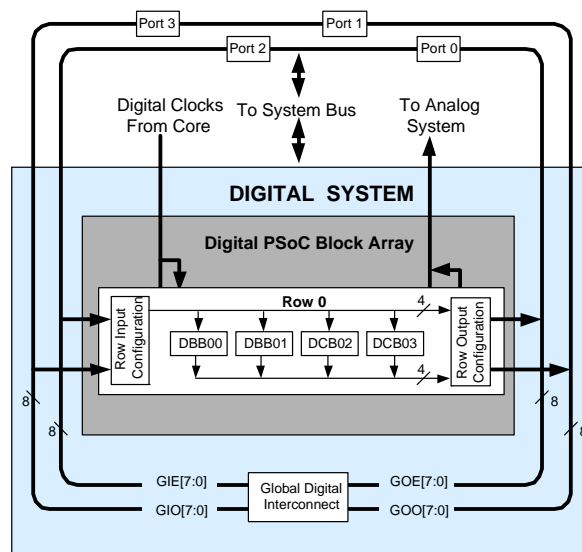 Port 3
Port 1
Port 2
Port 0
Digital Clocks
From Core
To System Bus
To Analog
System
DIGITAL SYSTEM
Digital PSoC Block Array
Row Input
Configuration
Row 0
4
DBB00
DBB01
DCB02
DCB03
4
Row Output
Configuration
8
8
8
8
GIE[7:0]
GIO[7:0]
Global Digital
Interconnect
GOE[7:0]
GOO[7:0]